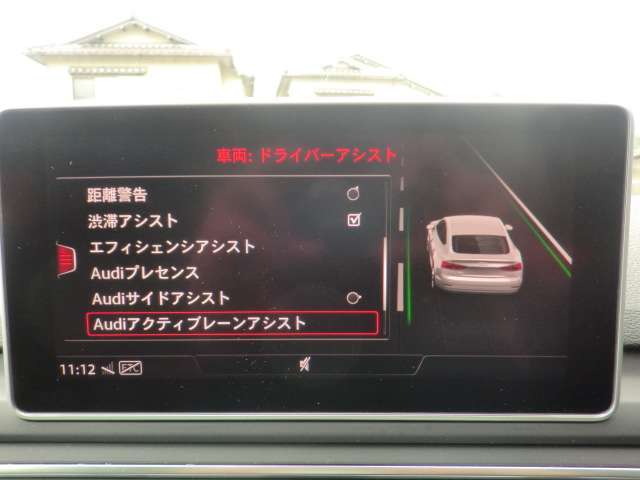 車両: ドライバーアシスト
距離警告
渋滞アシスト
エフィシェンシアシスト
Audiプレセンス
Audiサイドアシスト
Audiアクティブレーンアシスト
11:12 ETC